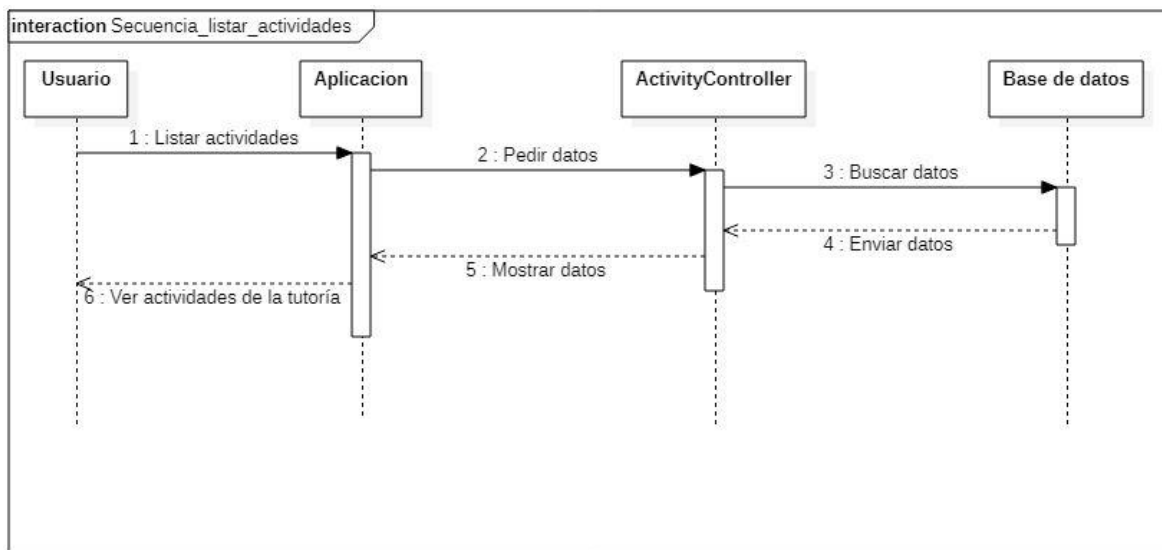 interaction Secuencia_listar_actividades
Usuario
Aplicacion
ActivityController
Base de datos
1 : Listar actividades
2 : Pedir datos
3 : Buscar datos
4 : Enviar datos
5 : Mostrar datos
6 : Ver actividades de la tutoría